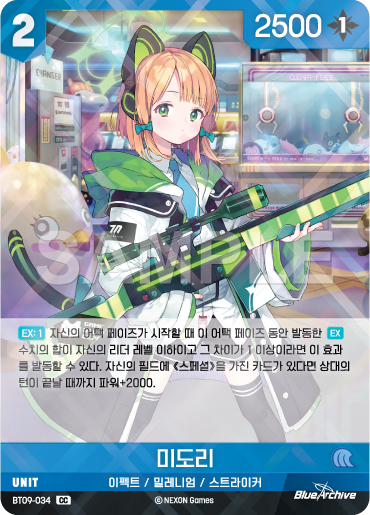 2
2500 1
CHANGER
SAMPLE
EX: 1 자신의 어택 페이즈가 시작할 때 이 어택 페이즈 동안 발동한 EX
수치의 합이 자신의 리더 레벨 이하이고 그 차이가 1 이상이라면 이 효과
를 발동할 수 있다. 자신의 필드에 《스페셜》을 가진 카드가 있다면 상대의
턴이 끝날 때까지 파워+2000.
미도리
UNIT
이팩트 / 밀레니엄 / 스트라이커
BT09-034 CC
© NEXON Games
BlueArchive